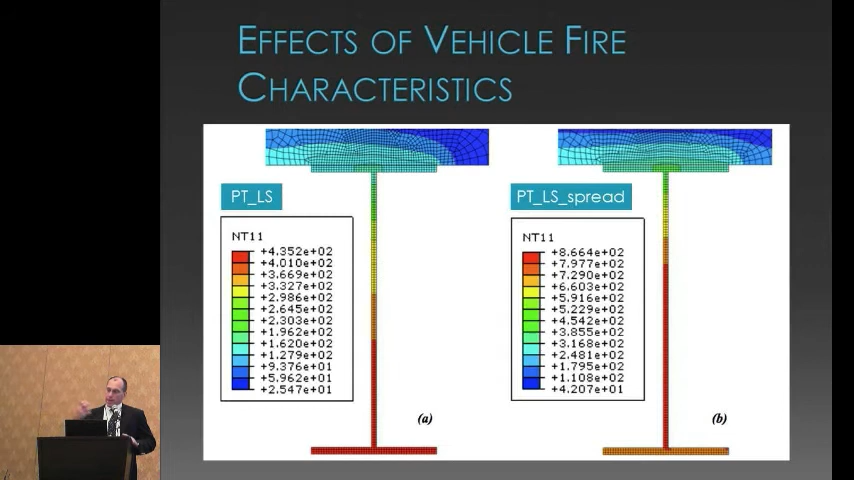 Effects of Vehicle Fire
Characteristics
PT_LS
PT_LS_spread
NT11
+4.352e+02
+4.010e+02
+3.669e+02
+3.327e+02
+2.986e+02
+2.645e+02
+2.303e+02
+1.962e+02
+1.620e+02
+1.279e+02
+9.376e+01
+5.962e+01
+2.547e+01
NT11
+8.664e+02
+7.977e+02
+7.290e+02
+6.603e+02
+5.916e+02
+5.229e+02
+4.542e+02
+3.855e+02
+3.168e+02
+2.481e+02
+1.795e+02
+1.108e+02
+4.207e+01
(a)
(b)